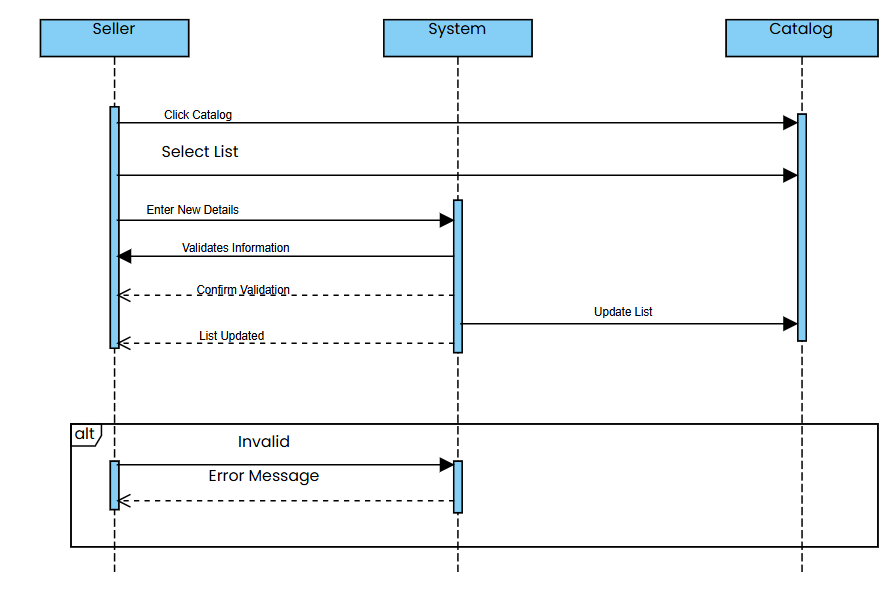 Seller
System
Catalog
Click Catalog
Select List
Enter New Details
Validates Information
Confirm Validation
Update List
List Updated
alt
Invalid
Error Message